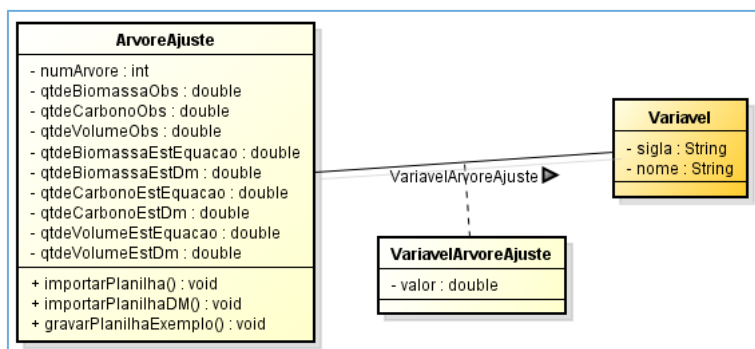 ArvoreAjuste
- numArvore : int
- qtdeBiomassaObs : double
- qtdeCarbonoObs : double
- qtdeVolumeObs : double
- qtdeBiomassaEstEquacao : double
- qtdeBiomassaEstDm : double
- qtdeCarbonoEstEquacao : double
- qtdeCarbonoEstDm : double
- qtdeVolumeEstEquacao : double
- qtdeVolumeEstDm : double
+ importarPlanilha() : void
+ importarPlanilhaDM() : void
+ gravarPlanilhaExemplo() : void
VariavelArvoreAjuste
Variavel
- sigla : String
- nome : String
VariavelArvoreAjuste
- valor : double